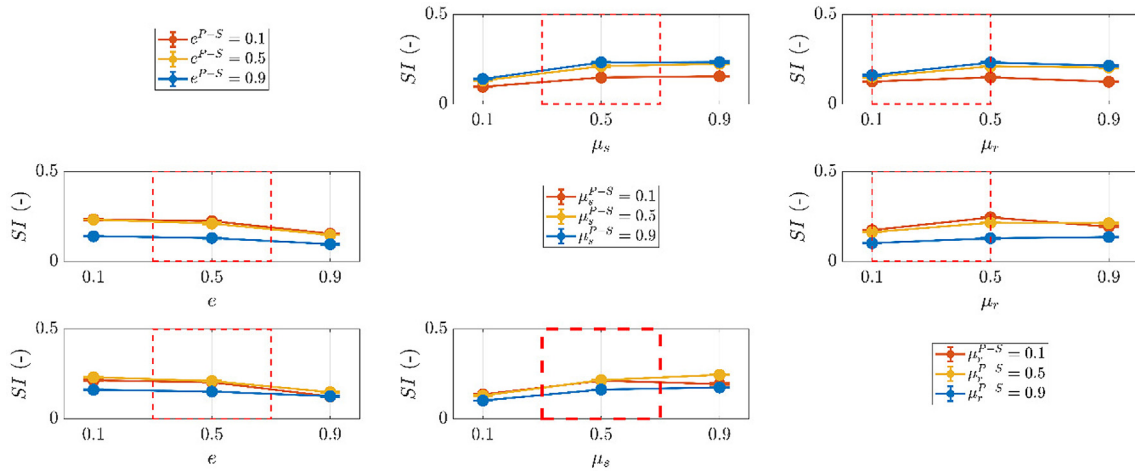 e^{P-S} = 0.1
e^{P-S} = 0.5
e^{P-S} = 0.9
SI (-)
0.5
0
0.1 0.5 0.9
μ_s
SI (-)
0.5
0
0.1 0.5 0.9
μ_r
SI (-)
0.5
0
0.1 0.5 0.9
e
μ_s^{P-S} = 0.1
μ_s^{P-S} = 0.5
μ_s^{P-S} = 0.9
SI (-)
0.5
0
0.1 0.5 0.9
μ_r
SI (-)
0.5
0
0.1 0.5 0.9
e
SI (-)
0.5
0
0.1 0.5 0.9
μ_s
μ_r^{P-S} = 0.1
μ_r^{P-S} = 0.5
μ_r^{P-S} = 0.9